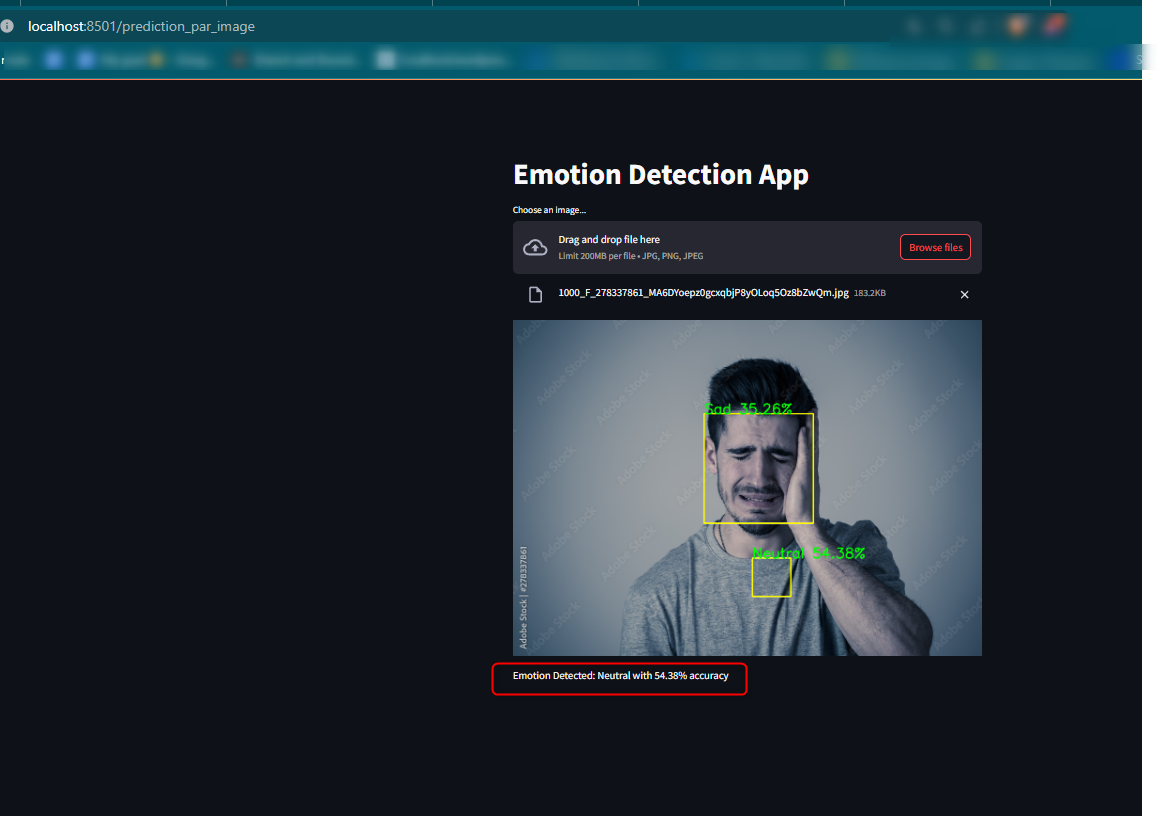 localhost:8501/prediction_par_image
Emotion Detection App
Choose an image...
Drag and drop file here
Limit 200MB per file • JPG, PNG, JPEG
Browse files
1000_F_278337861_MA6DYoepz0gcxqbjP8yOLoq5Oz8bZwQm.jpg 183.2KB
Sad 35.26%
Neutral 54.38%
Adobe Stock | #278337861
Adobe Stock
Emotion Detected: Neutral with 54.38% accuracy